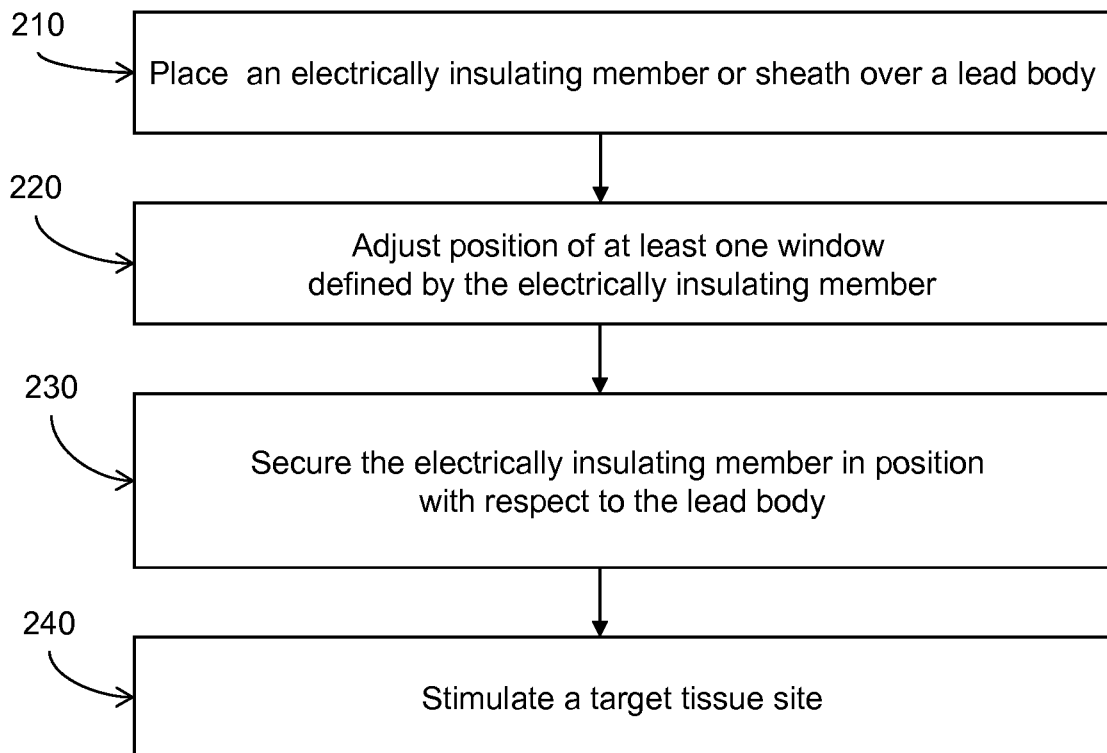 210
Place an electrically insulating member or sheath over a lead body
220
Adjust position of at least one window
defined by the electrically insulating member
230
Secure the electrically insulating member in position
with respect to the lead body
240
Stimulate a target tissue site